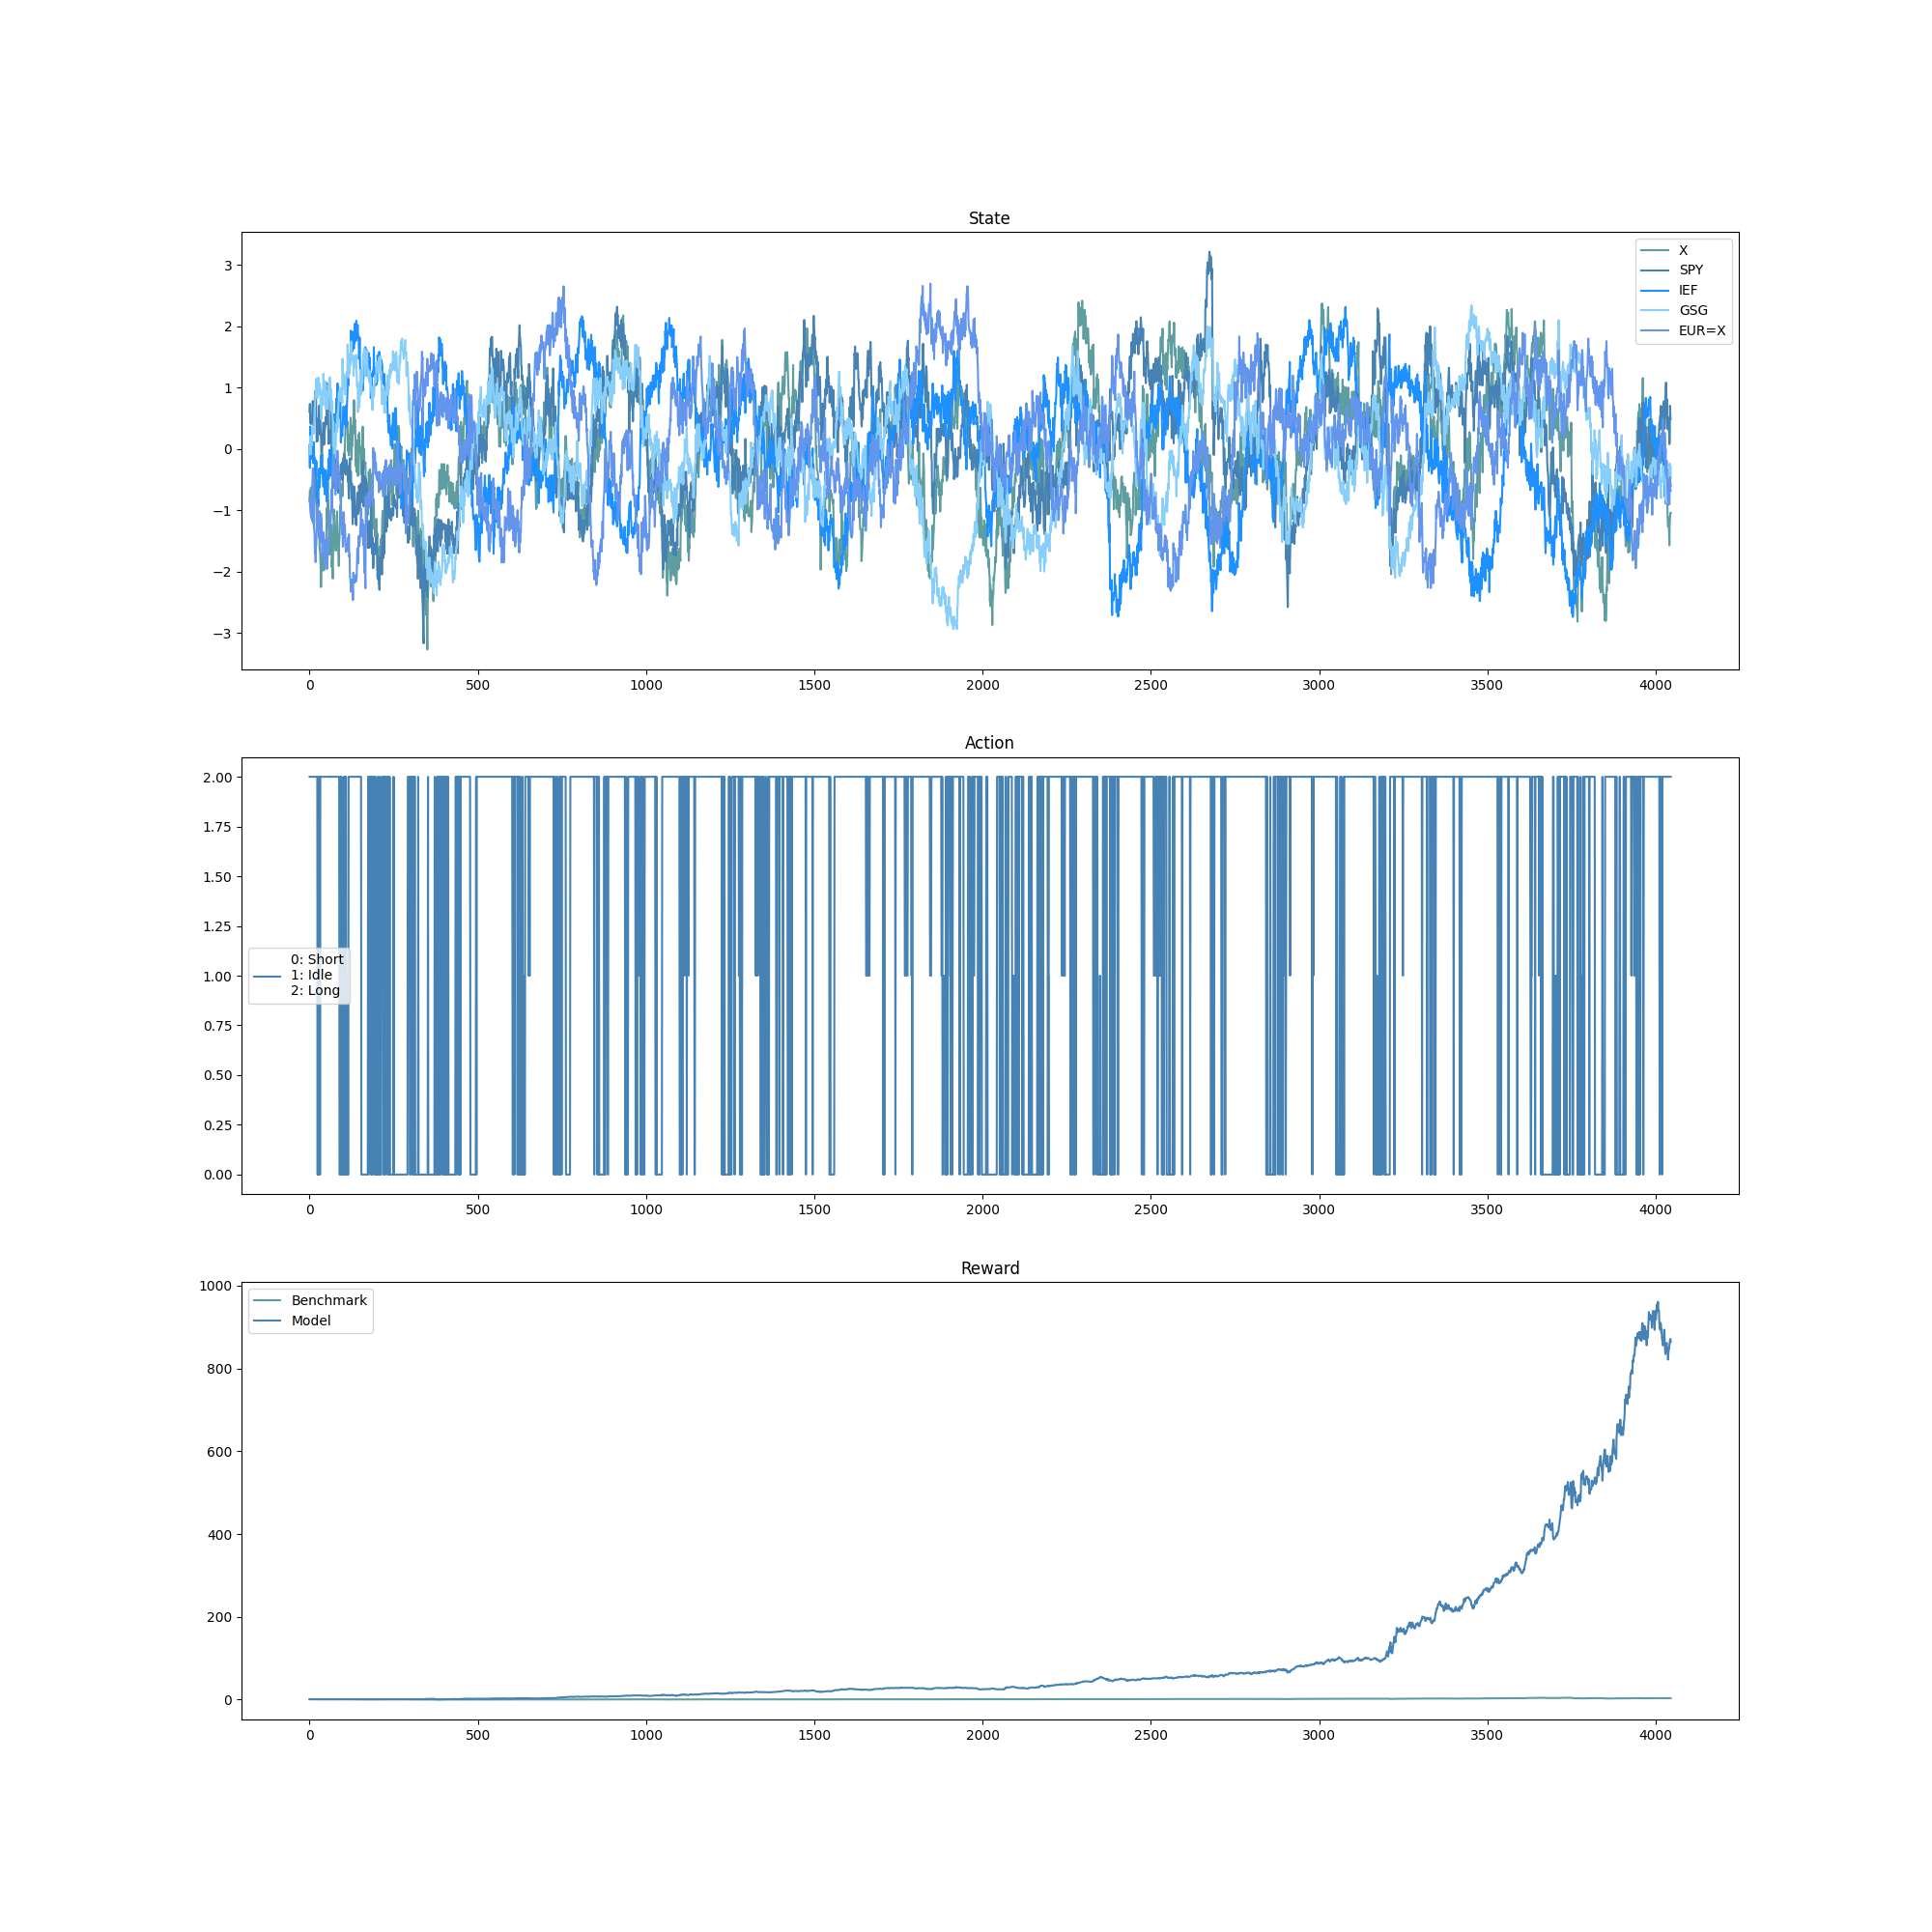 State
3
2
1
0
−1
−2
−3
X
SPY
IEF
GSG
EUR=X
0 500 1000 1500 2000 2500 3000 3500 4000
Action
2.00
1.75
1.50
1.25
1.00
0.75
0.50
0.25
0.00
0: Short
1: Idle
2: Long
0 500 1000 1500 2000 2500 3000 3500 4000
Reward
1000
800
600
400
200
0
Benchmark
Model
0 500 1000 1500 2000 2500 3000 3500 4000